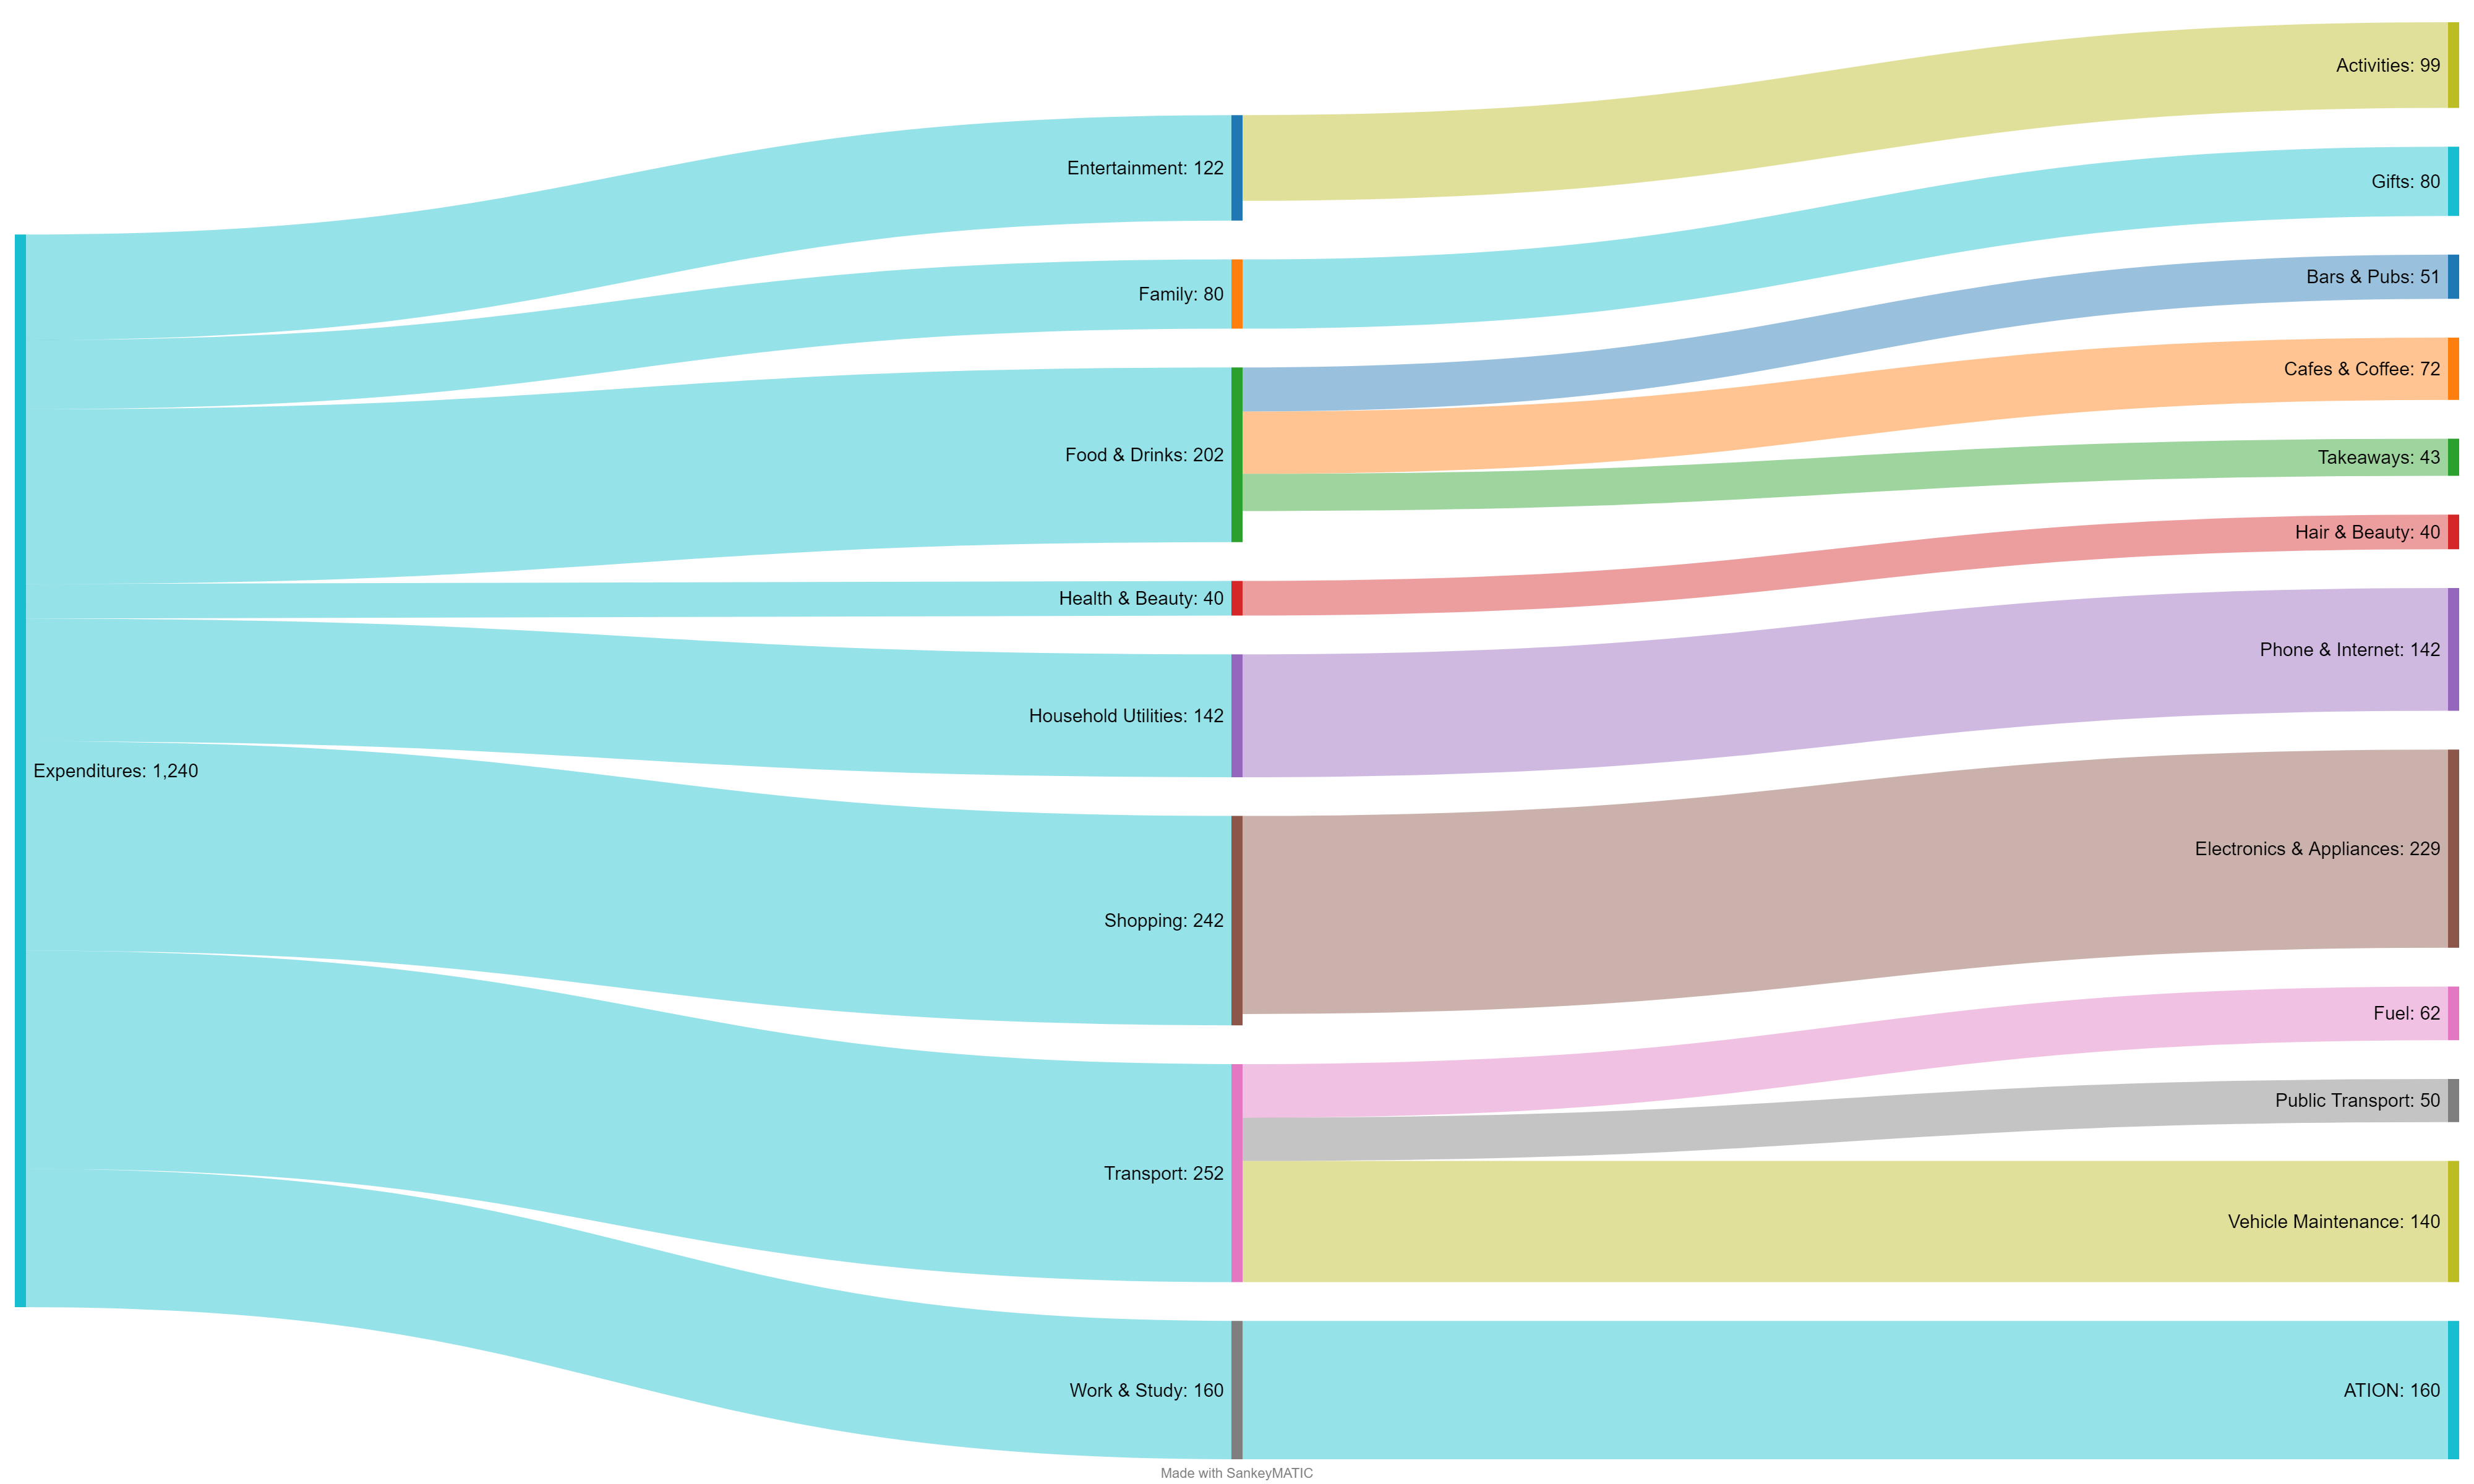 Expenditures: 1,240
Entertainment: 122
Family: 80
Food & Drinks: 202
Health & Beauty: 40
Household Utilities: 142
Shopping: 242
Transport: 252
Work & Study: 160
Activities: 99
Gifts: 80
Bars & Pubs: 51
Cafes & Coffee: 72
Takeaways: 43
Hair & Beauty: 40
Phone & Internet: 142
Electronics & Appliances: 229
Fuel: 62
Public Transport: 50
Vehicle Maintenance: 140
ATION: 160
Made with SankeyMATIC